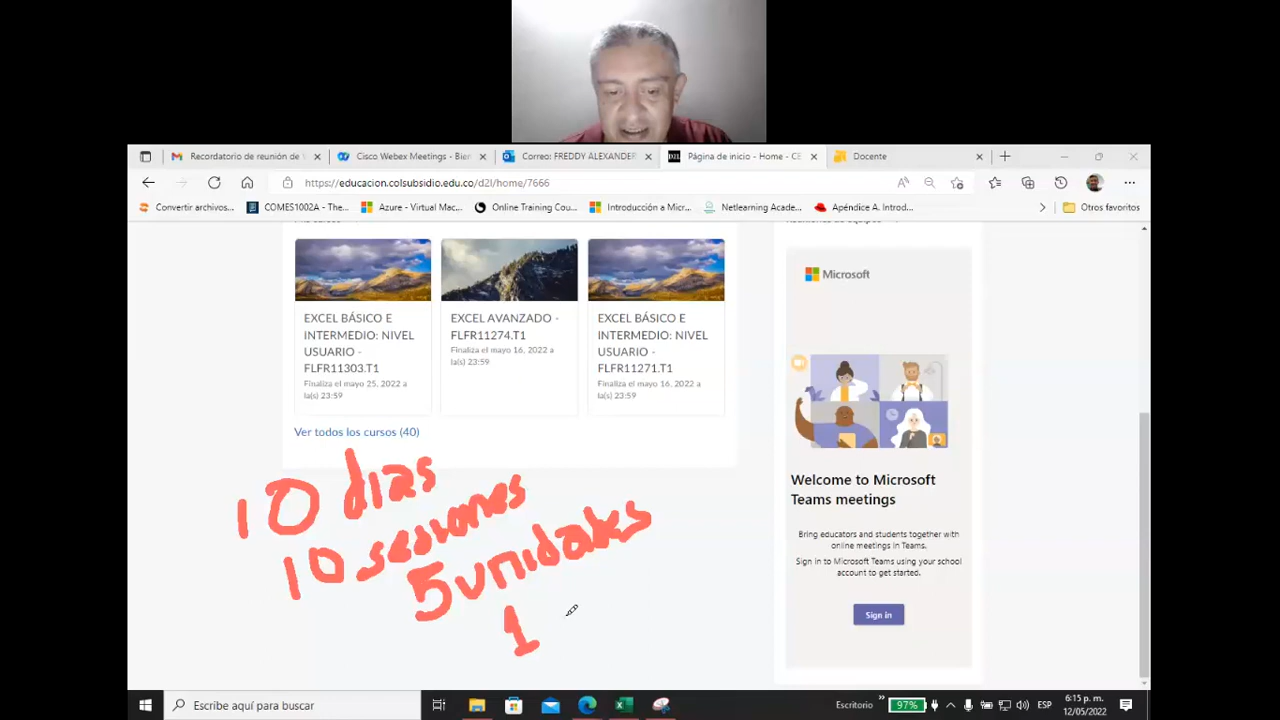 Recordatorio de reunión de
Cisco Webex Meetings - Bien
Correo: FREDDY ALEXANDER
D2L Página de inicio - Home - CE
Docente
https://educacion.colsubsidio.edu.co/d2l/home/7666
Convertir archivos...
COMES1002A - The...
Azure - Virtual Mac...
Online Training Cou...
Introducción a Micr...
Netlearning Acade...
Apéndice A. Introd...
Otros favoritos
EXCEL BÁSICO E
INTERMEDIO: NIVEL
USUARIO -
FLFR11303.T1
Finaliza el mayo 25, 2022 a
la(s) 23:59
EXCEL AVANZADO -
FLFR11274.T1
Finaliza el mayo 16, 2022 a
la(s) 23:59
EXCEL BÁSICO E
INTERMEDIO: NIVEL
USUARIO -
FLFR11271.T1
Finaliza el mayo 16, 2022 a
la(s) 23:59
Ver todos los cursos (40)
10 dias
10 sesiones
5 unidades
1
Microsoft
Welcome to Microsoft
Teams meetings
Bring educators and students together with
online meetings in Teams.
Sign in to Microsoft Teams using your school
account to get started.
Sign in
Escribe aquí para buscar
Escritorio
97%
ESP
6:15 p. m.
12/05/2022